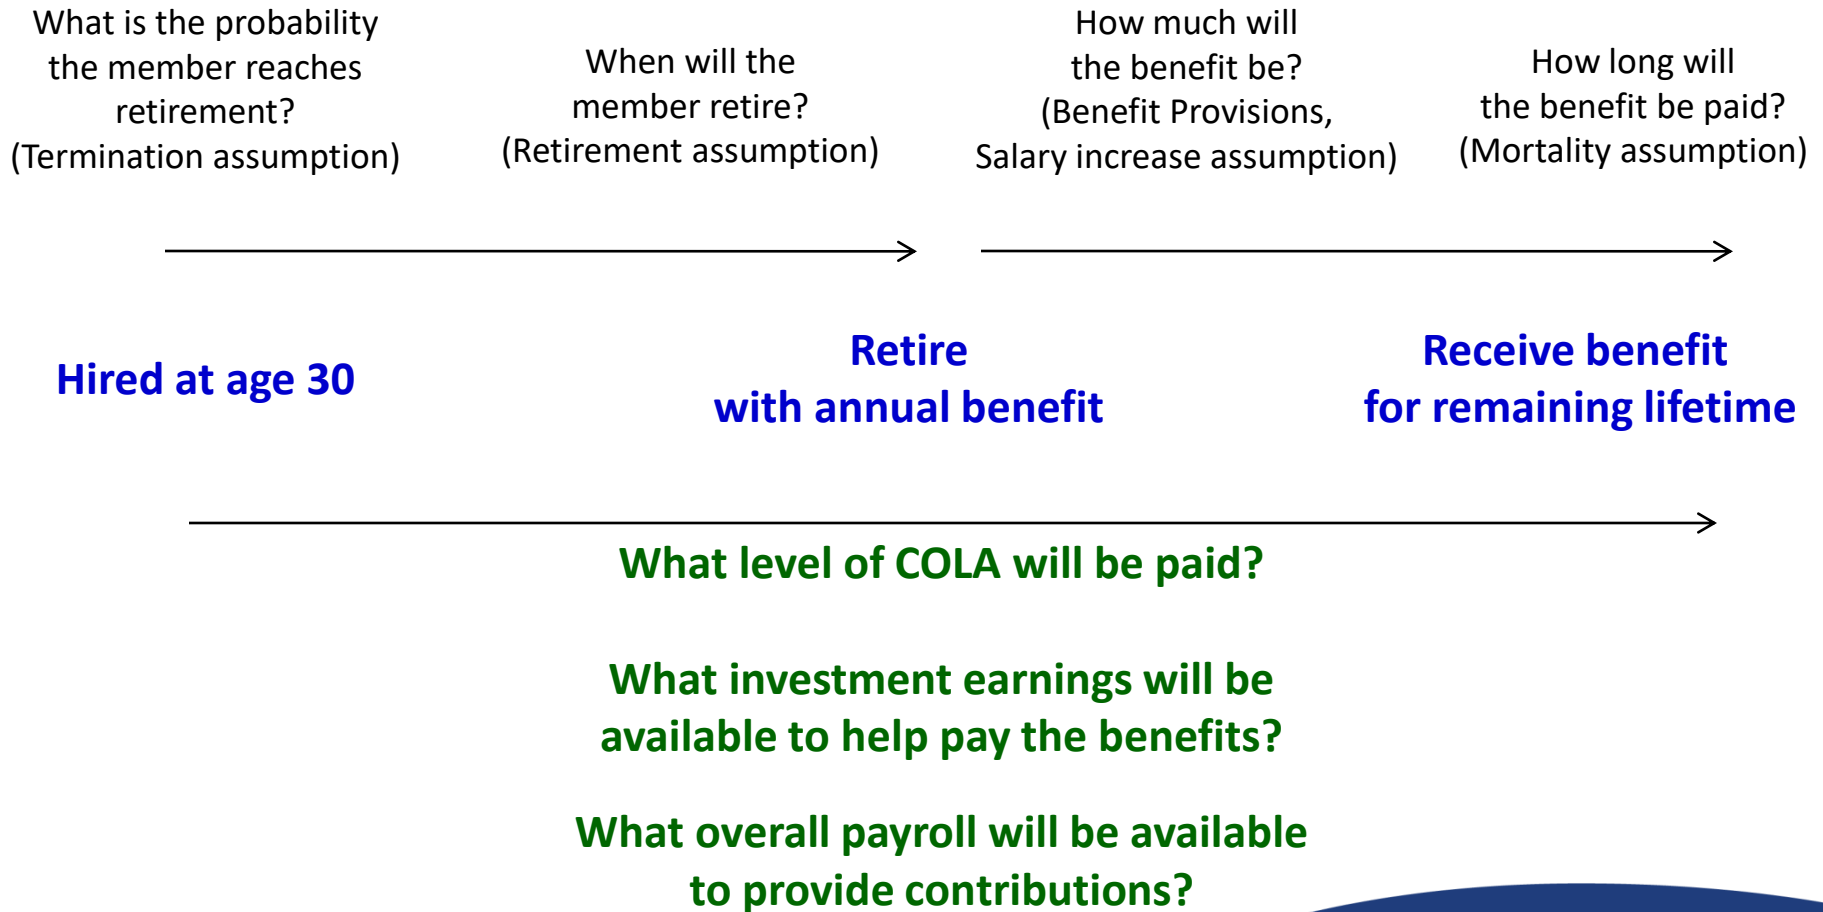 What is the probability
the member reaches
retirement?
(Termination assumption)
When will the
member retire?
(Retirement assumption)
How much will
the benefit be?
(Benefit Provisions,
Salary increase assumption)
How long will
the benefit be paid?
(Mortality assumption)
Hired at age 30
Retire
with annual benefit
Receive benefit
for remaining lifetime
What level of COLA will be paid?
What investment earnings will be
available to help pay the benefits?
What overall payroll will be available
to provide contributions?